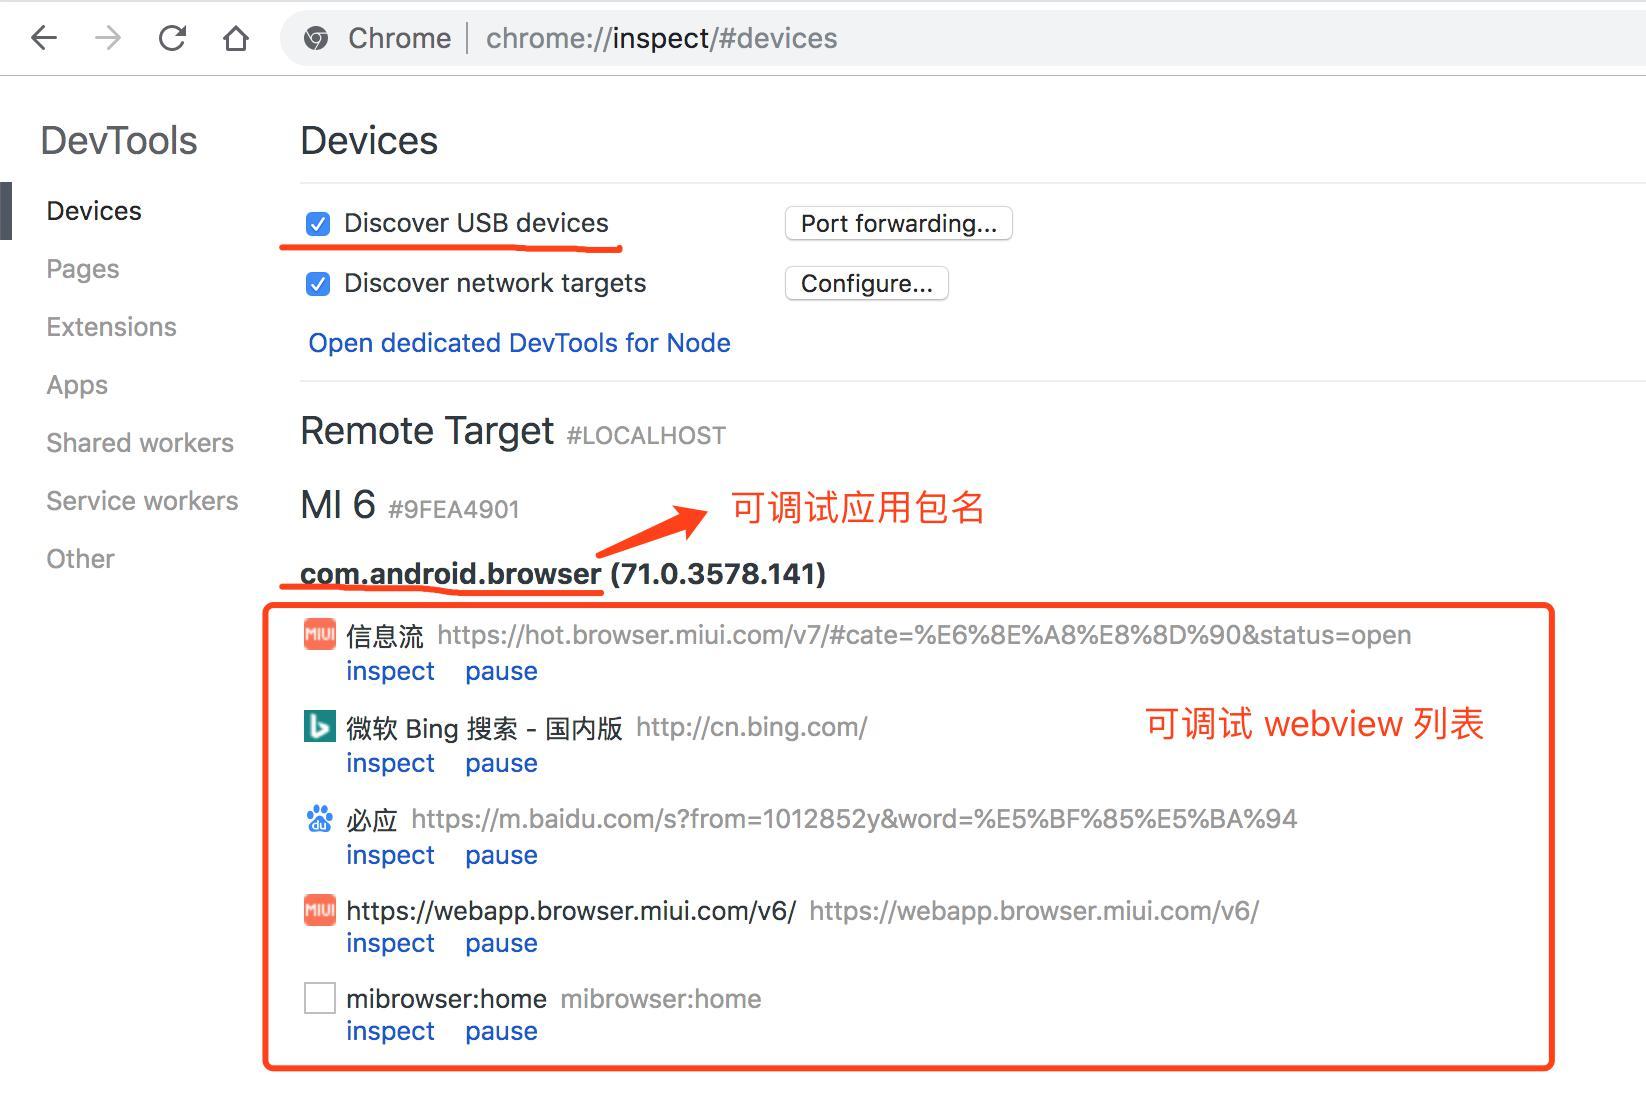 Chrome | chrome://inspect/#devices
DevTools
Devices
Pages
Extensions
Apps
Shared workers
Service workers
Other
Devices
Discover USB devices Port forwarding...
Discover network targets Configure...
Open dedicated DevTools for Node
Remote Target #LOCALHOST
MI 6 #9FEA4901 可调试应用包名
com.android.browser (71.0.3578.141)
MIUI 信息流 https://hot.browser.miui.com/v7/#cate=%E6%8E%A8%E8%8D%90&status=open
inspect pause
微软 Bing 搜索 - 国内版 http://cn.bing.com/ 可调试 webview 列表
inspect pause
du 必应 https://m.baidu.com/s?from=1012852y&word=%E5%BF%85%E5%BA%94
inspect pause
MIUI https://webapp.browser.miui.com/v6/ https://webapp.browser.miui.com/v6/
inspect pause
mibrowser:home mibrowser:home
inspect pause